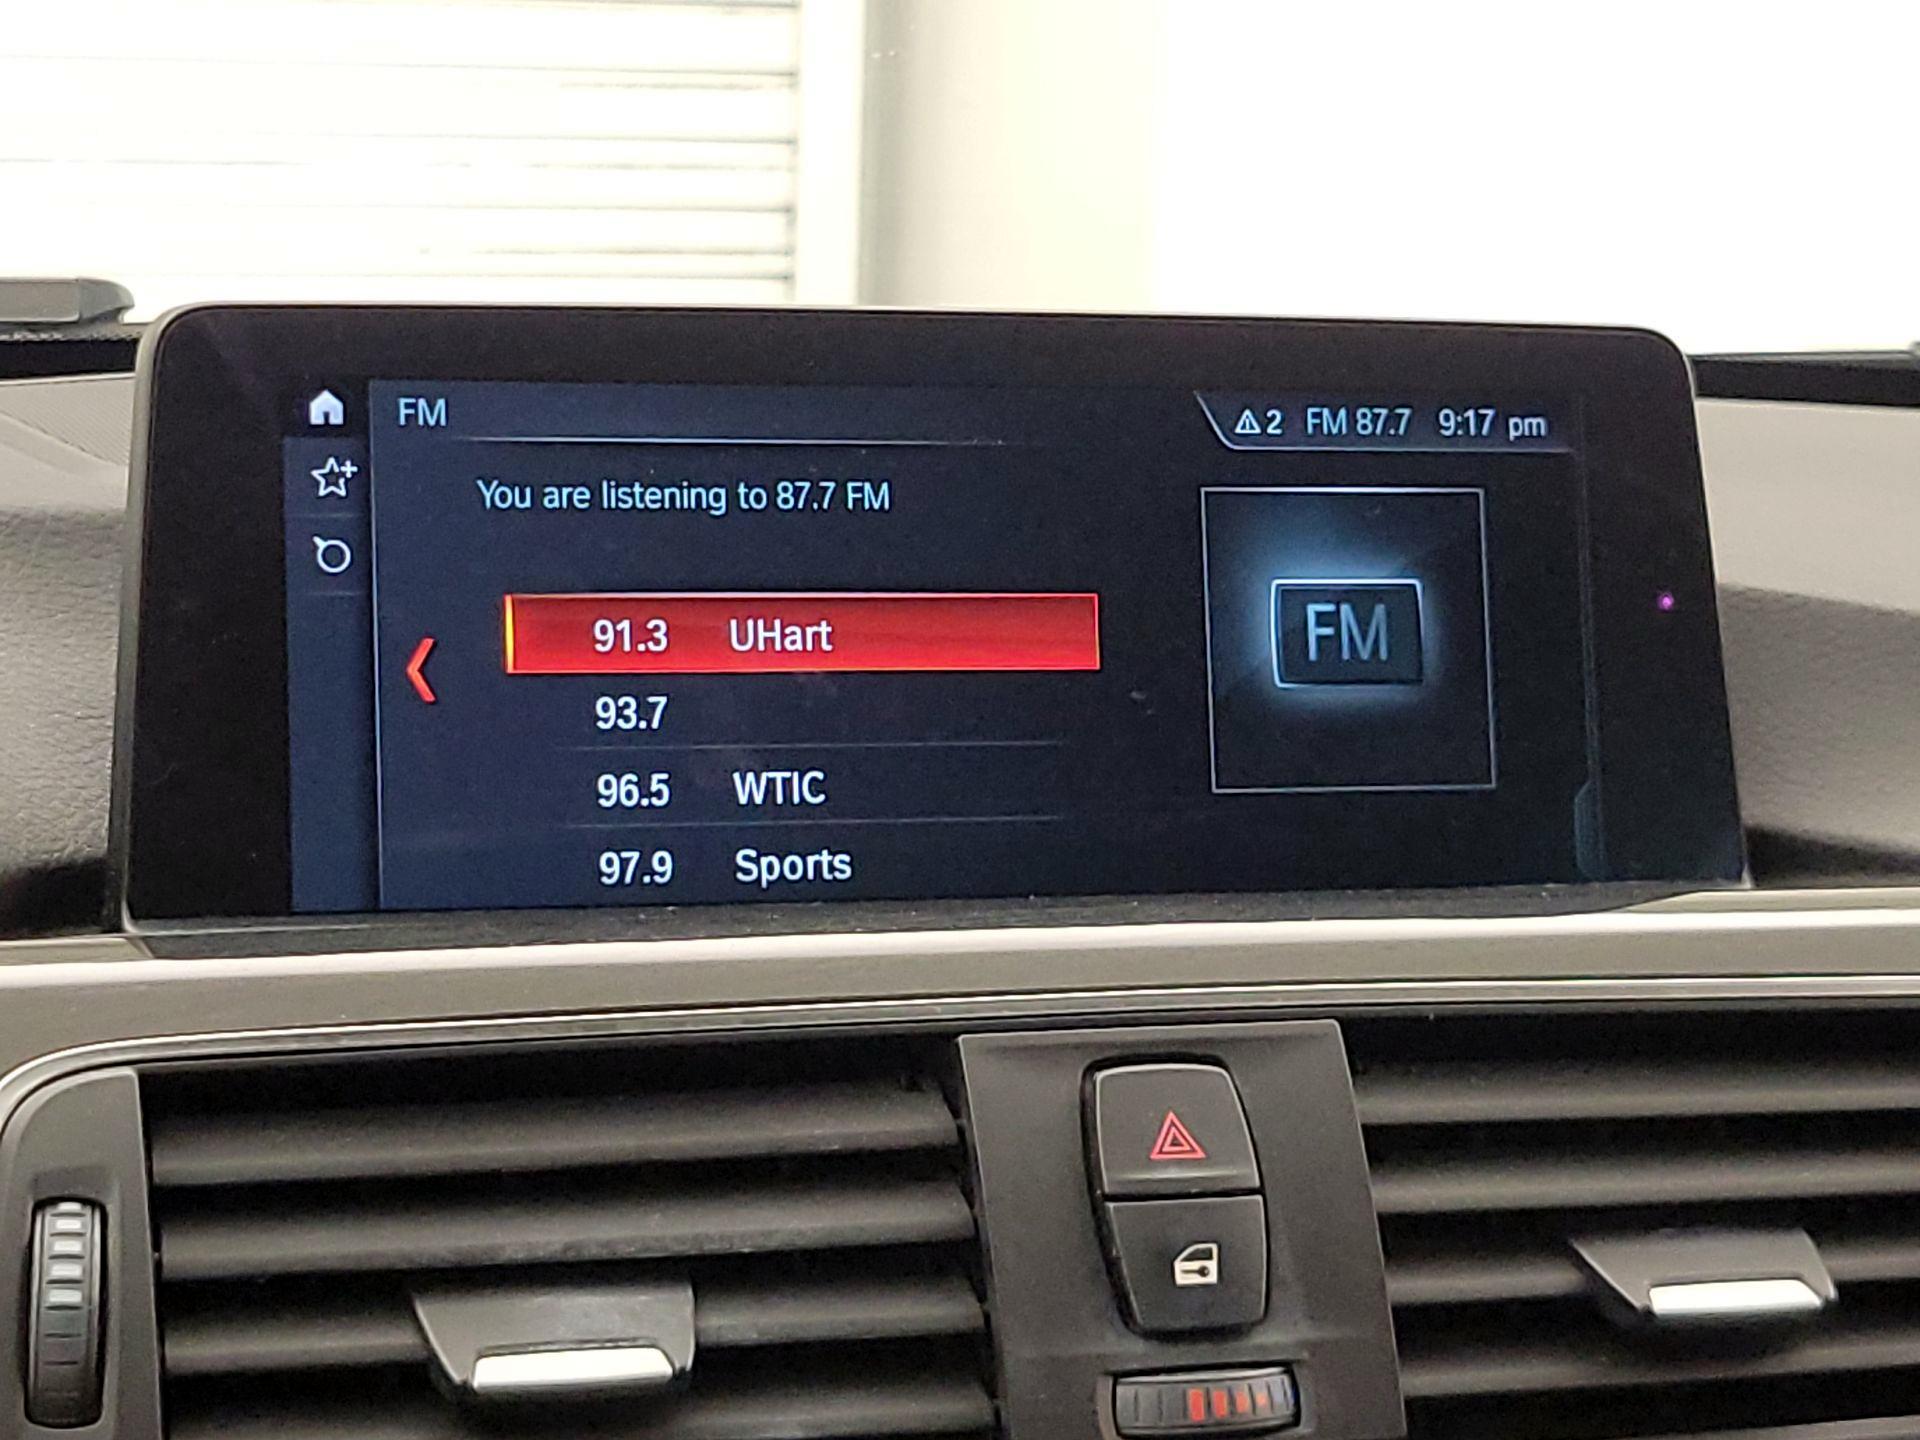 FM
2 FM 87.7 9:17 pm
You are listening to 87.7 FM
91.3 UHart
93.7
96.5 WTIC
97.9 Sports
FM